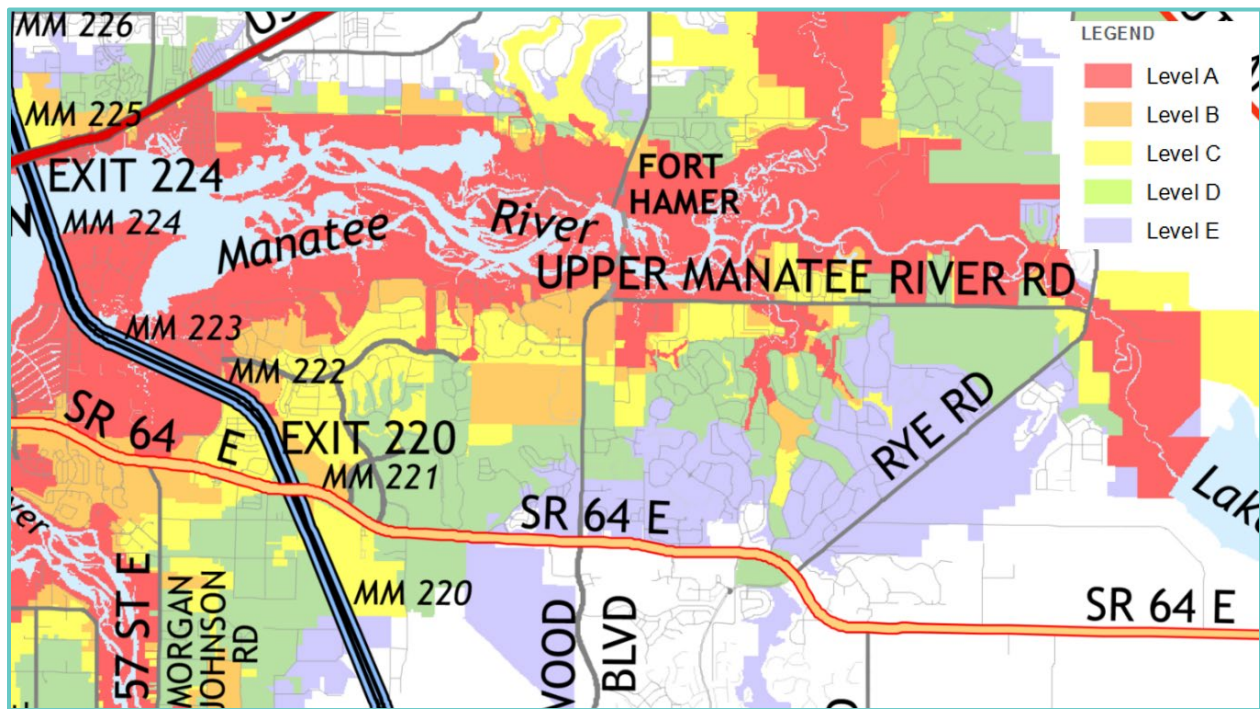 MM 226
US
LEGEND
Level A
Level B
Level C
Level D
Level E
MM 225
EXIT 224
MM 224
N
FORT
HAMER
Manatee
River
UPPER MANATEE RIVER RD
MM 223
MM 222
SR 64 E
EXIT 220
MM 221
RYE RD
SR 64 E
Lake
MM 220
57 ST E
MORGAN
JOHNSON
RD
WOOD
BLVD
SR 64 E